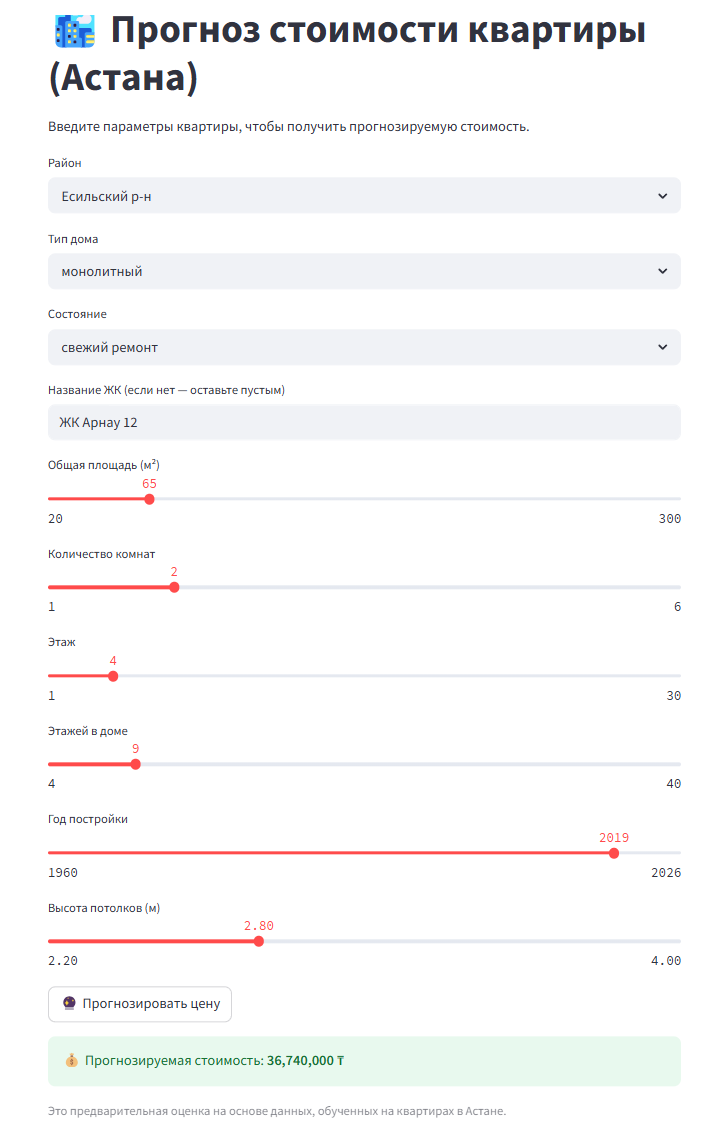 Прогноз стоимости квартиры
(Астана)
Введите параметры квартиры, чтобы получить прогнозируемую стоимость.
Район
Есильский р-н
Тип дома
монолитный
Состояние
свежий ремонт
Название ЖК (если нет — оставьте пустым)
ЖК Арнау 12
Общая площадь (м²)
65
20 300
Количество комнат
2
1 6
Этаж
4
1 30
Этажей в доме
9
4 40
Год постройки
2019
1960 2026
Высота потолков (м)
2.80
2.20 4.00
Прогнозировать цену
Прогнозируемая стоимость: 36,740,000 ₸
Это предварительная оценка на основе данных, обученных на квартирах в Астане.